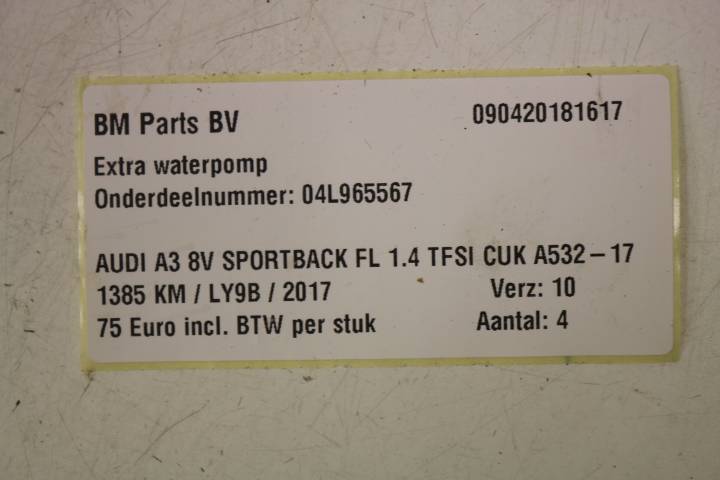 BM Parts BV 090420181617
Extra waterpomp
Onderdeelnummer: 04L965567
AUDI A3 8V SPORTBACK FL 1.4 TFSI CUK A532-17
1385 KM / LY9B / 2017 Verz: 10
75 Euro incl. BTW per stuk Aantal: 4